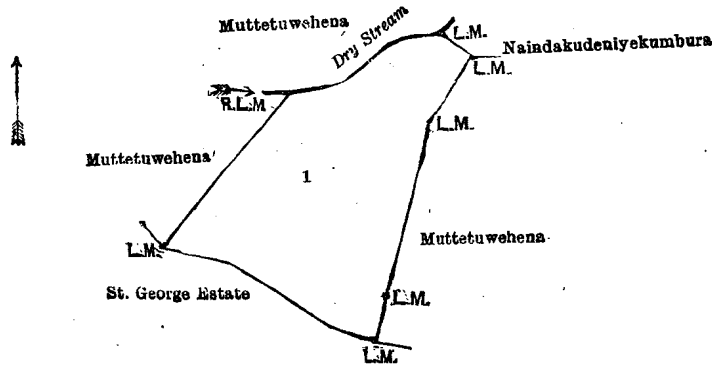 Muttetuwehena
Dry Stream
L.M.
Naindakudeniyekumbura
L.M.
R.L.M
L.M.
Muttetuwehena
1
L.M.
Muttetuwehena
St. George Estate
L.M.
L.M.